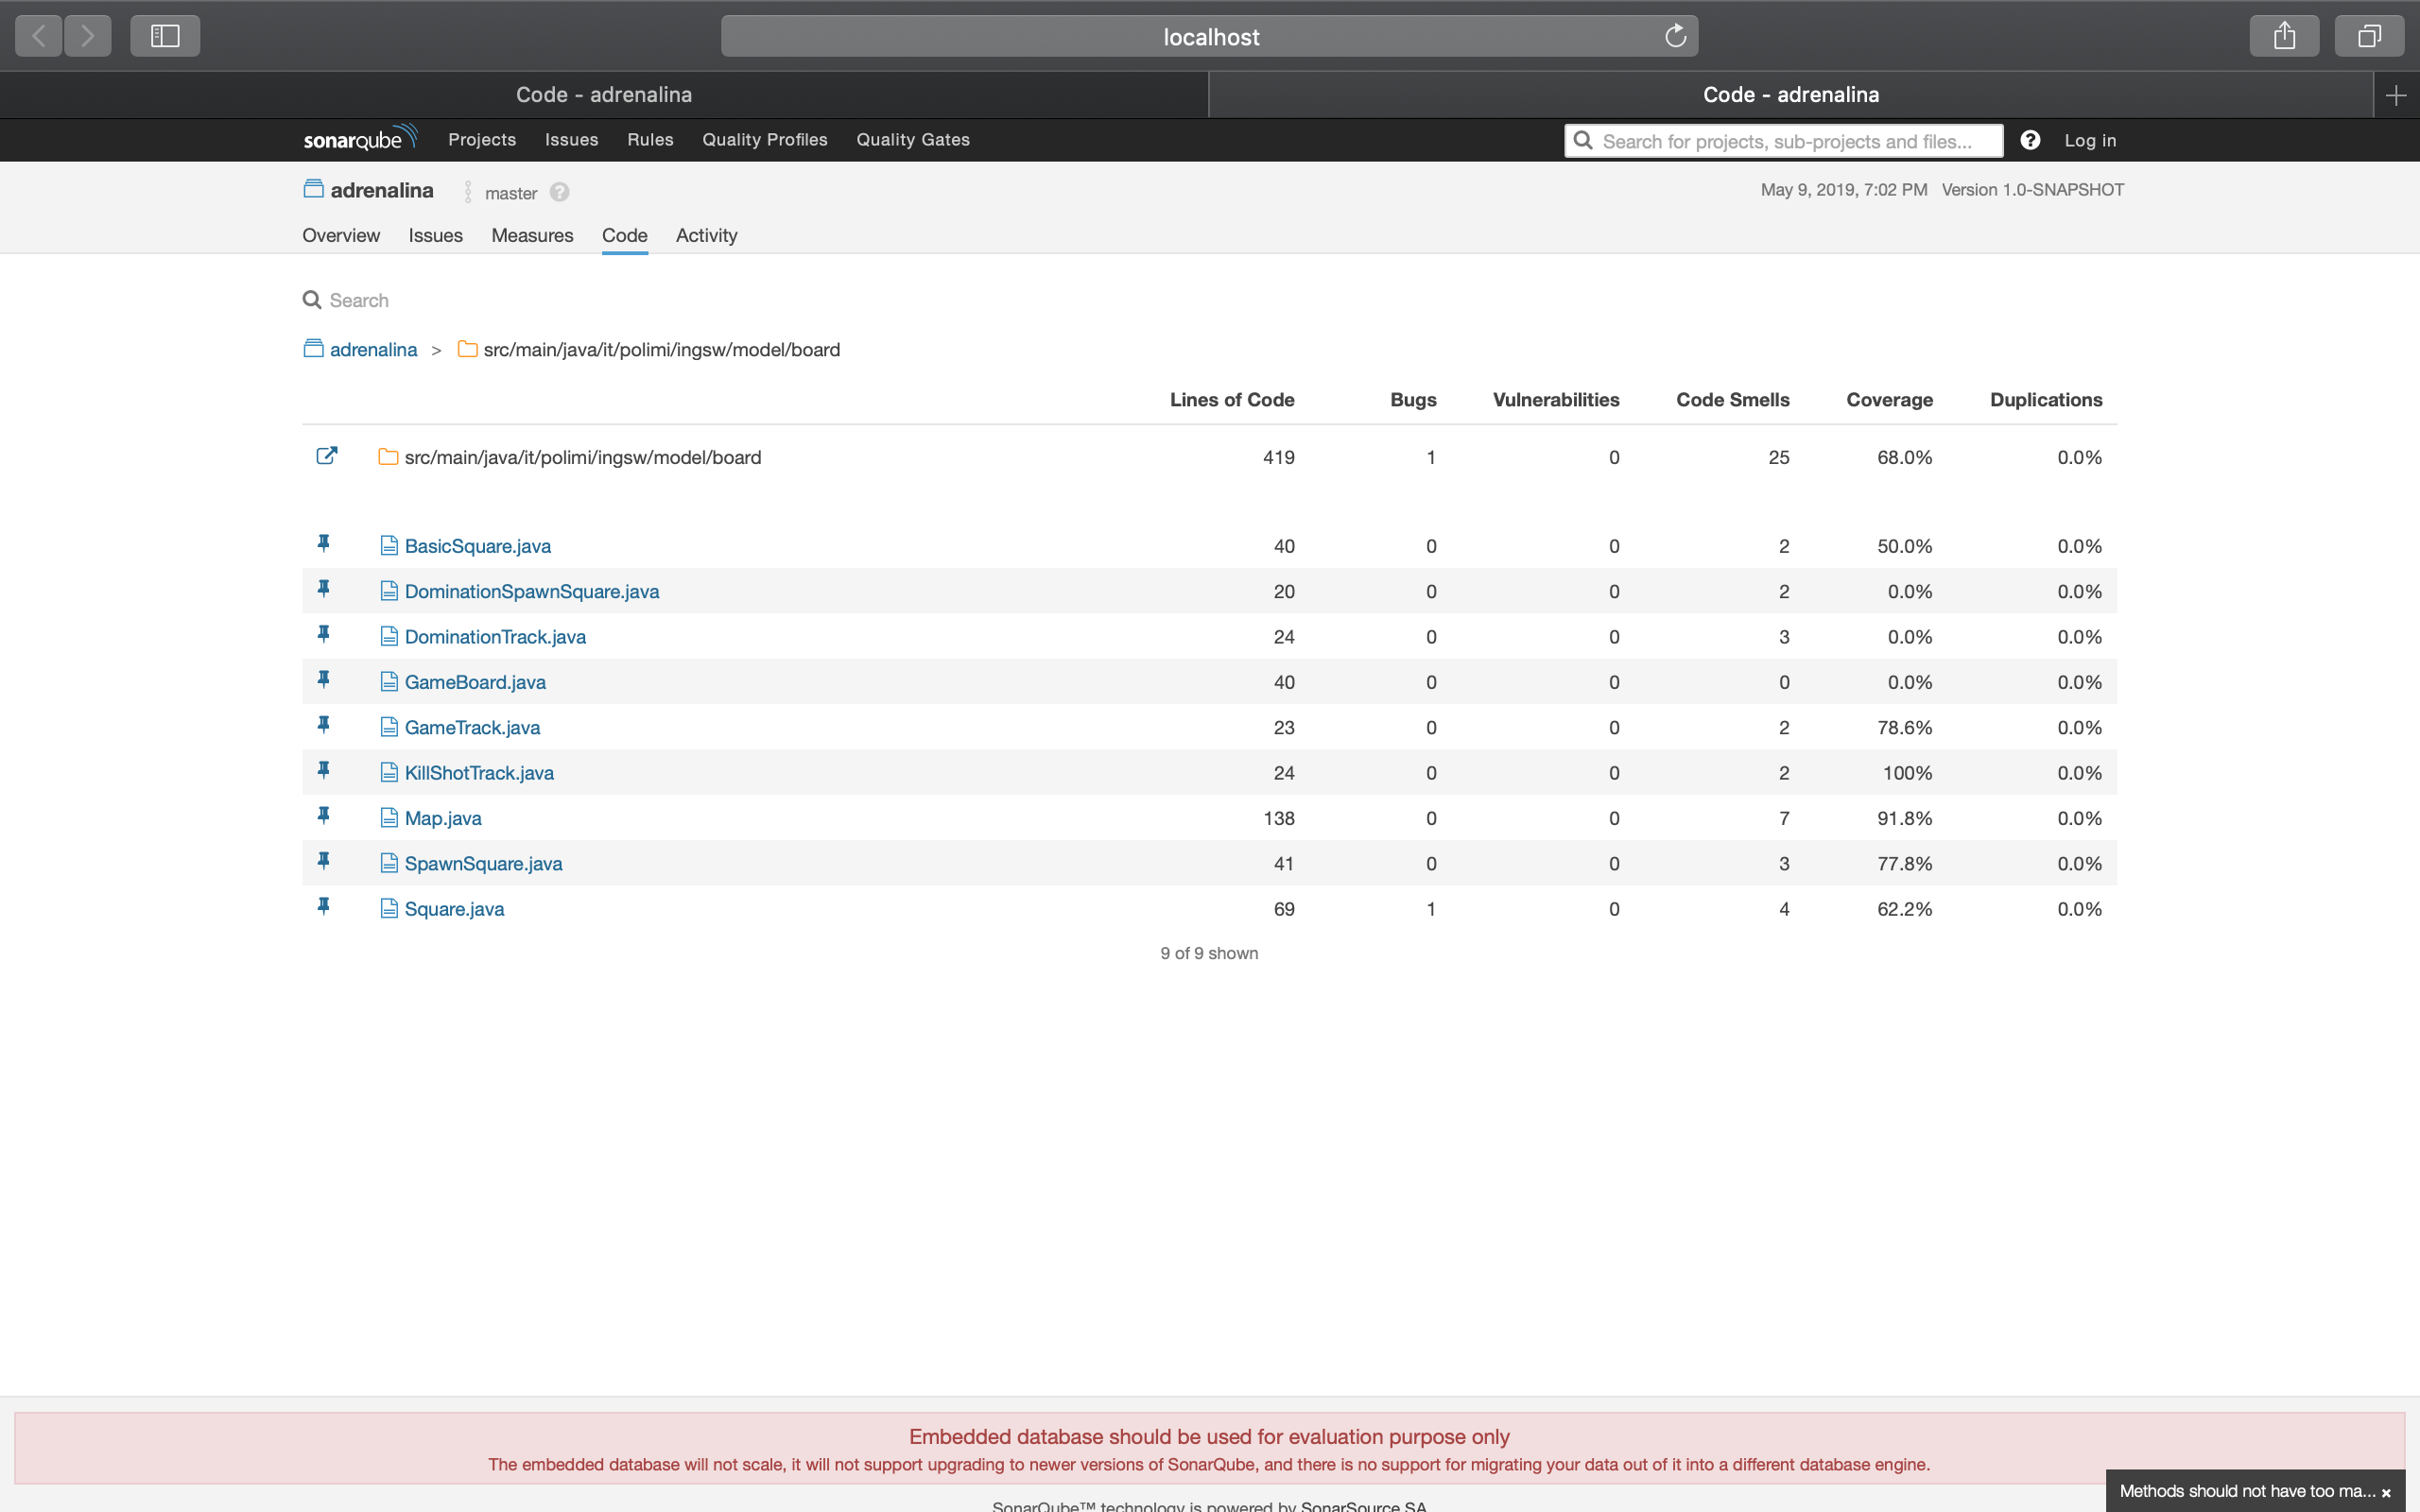 localhost
Code - adrenalina
Code - adrenalina
sonarqube Projects Issues Rules Quality Profiles Quality Gates Search for projects, sub-projects and files... Log in
adrenalina master May 9, 2019, 7:02 PM Version 1.0-SNAPSHOT
Overview Issues Measures Code Activity
Search
adrenalina > src/main/java/it/polimi/ingsw/model/board
Lines of Code Bugs Vulnerabilities Code Smells Coverage Duplications
src/main/java/it/polimi/ingsw/model/board 419 1 0 25 68.0% 0.0%
BasicSquare.java 40 0 0 2 50.0% 0.0%
DominationSpawnSquare.java 20 0 0 2 0.0% 0.0%
DominationTrack.java 24 0 0 3 0.0% 0.0%
GameBoard.java 40 0 0 0 0.0% 0.0%
GameTrack.java 23 0 0 2 78.6% 0.0%
KillShotTrack.java 24 0 0 2 100% 0.0%
Map.java 138 0 0 7 91.8% 0.0%
SpawnSquare.java 41 0 0 3 77.8% 0.0%
Square.java 69 1 0 4 62.2% 0.0%
9 of 9 shown
Embedded database should be used for evaluation purpose only
The embedded database will not scale, it will not support upgrading to newer versions of SonarQube, and there is no support for migrating your data out of it into a different database engine.
Methods should not have too ma... ×
SonarQube™ technology is powered by SonarSource SA